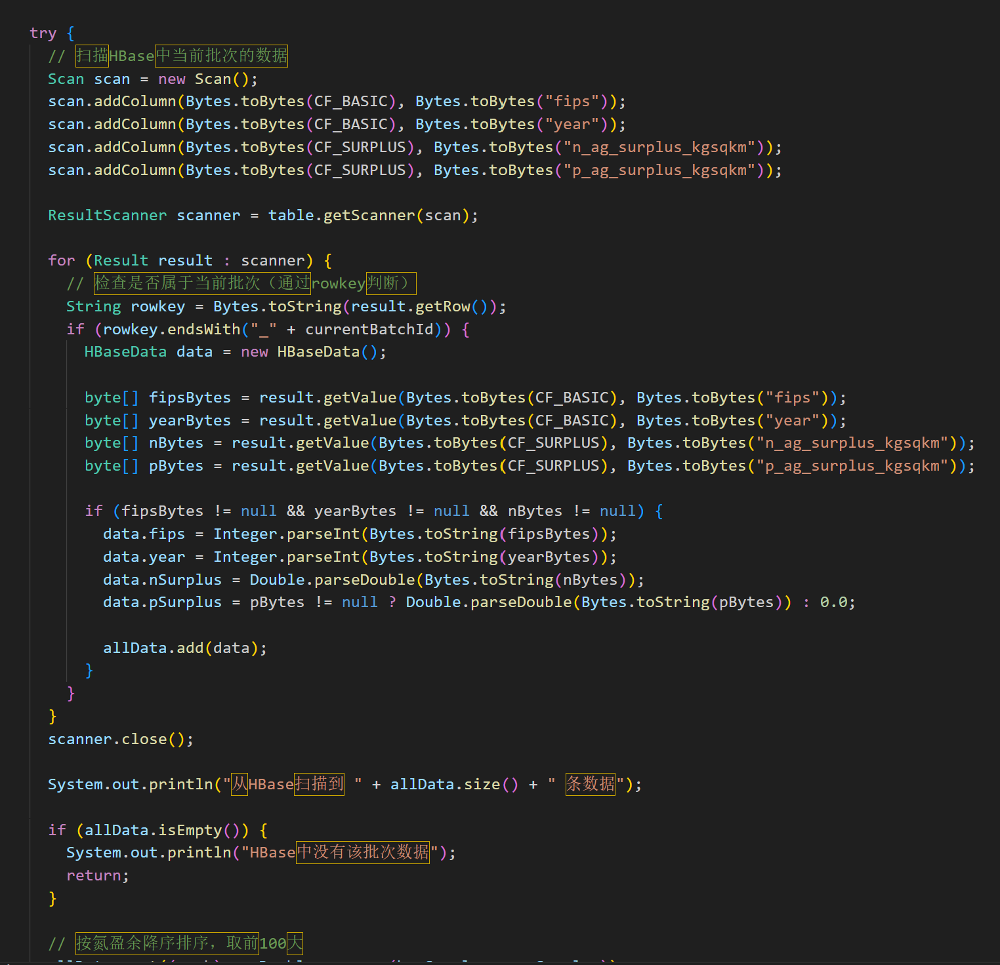 try {
// 扫描HBase中当前批次的数据
Scan scan = new Scan();
scan.addColumn(Bytes.toBytes(CF_BASIC), Bytes.toBytes("fips"));
scan.addColumn(Bytes.toBytes(CF_BASIC), Bytes.toBytes("year"));
scan.addColumn(Bytes.toBytes(CF_SURPLUS), Bytes.toBytes("n_ag_surplus_kgsqkm"));
scan.addColumn(Bytes.toBytes(CF_SURPLUS), Bytes.toBytes("p_ag_surplus_kgsqkm"));
ResultScanner scanner = table.getScanner(scan);
for (Result result : scanner) {
// 检查是否属于当前批次（通过rowkey判断）
String rowkey = Bytes.toString(result.getRow());
if (rowkey.endsWith("_" + currentBatchId)) {
HBaseData data = new HBaseData();
byte[] fipsBytes = result.getValue(Bytes.toBytes(CF_BASIC), Bytes.toBytes("fips"));
byte[] yearBytes = result.getValue(Bytes.toBytes(CF_BASIC), Bytes.toBytes("year"));
byte[] nBytes = result.getValue(Bytes.toBytes(CF_SURPLUS), Bytes.toBytes("n_ag_surplus_kgsqkm"));
byte[] pBytes = result.getValue(Bytes.toBytes(CF_SURPLUS), Bytes.toBytes("p_ag_surplus_kgsqkm"));
if (fipsBytes != null && yearBytes != null && nBytes != null) {
data.fips = Integer.parseInt(Bytes.toString(fipsBytes));
data.year = Integer.parseInt(Bytes.toString(yearBytes));
data.nSurplus = Double.parseDouble(Bytes.toString(nBytes));
data.pSurplus = pBytes != null ? Double.parseDouble(Bytes.toString(pBytes)) : 0.0;
allData.add(data);
}
}
}
scanner.close();
System.out.println("从HBase扫描到 " + allData.size() + " 条数据");
if (allData.isEmpty()) {
System.out.println("HBase中没有该批次数据");
return;
}
// 按氮盈余降序排序，取前100大